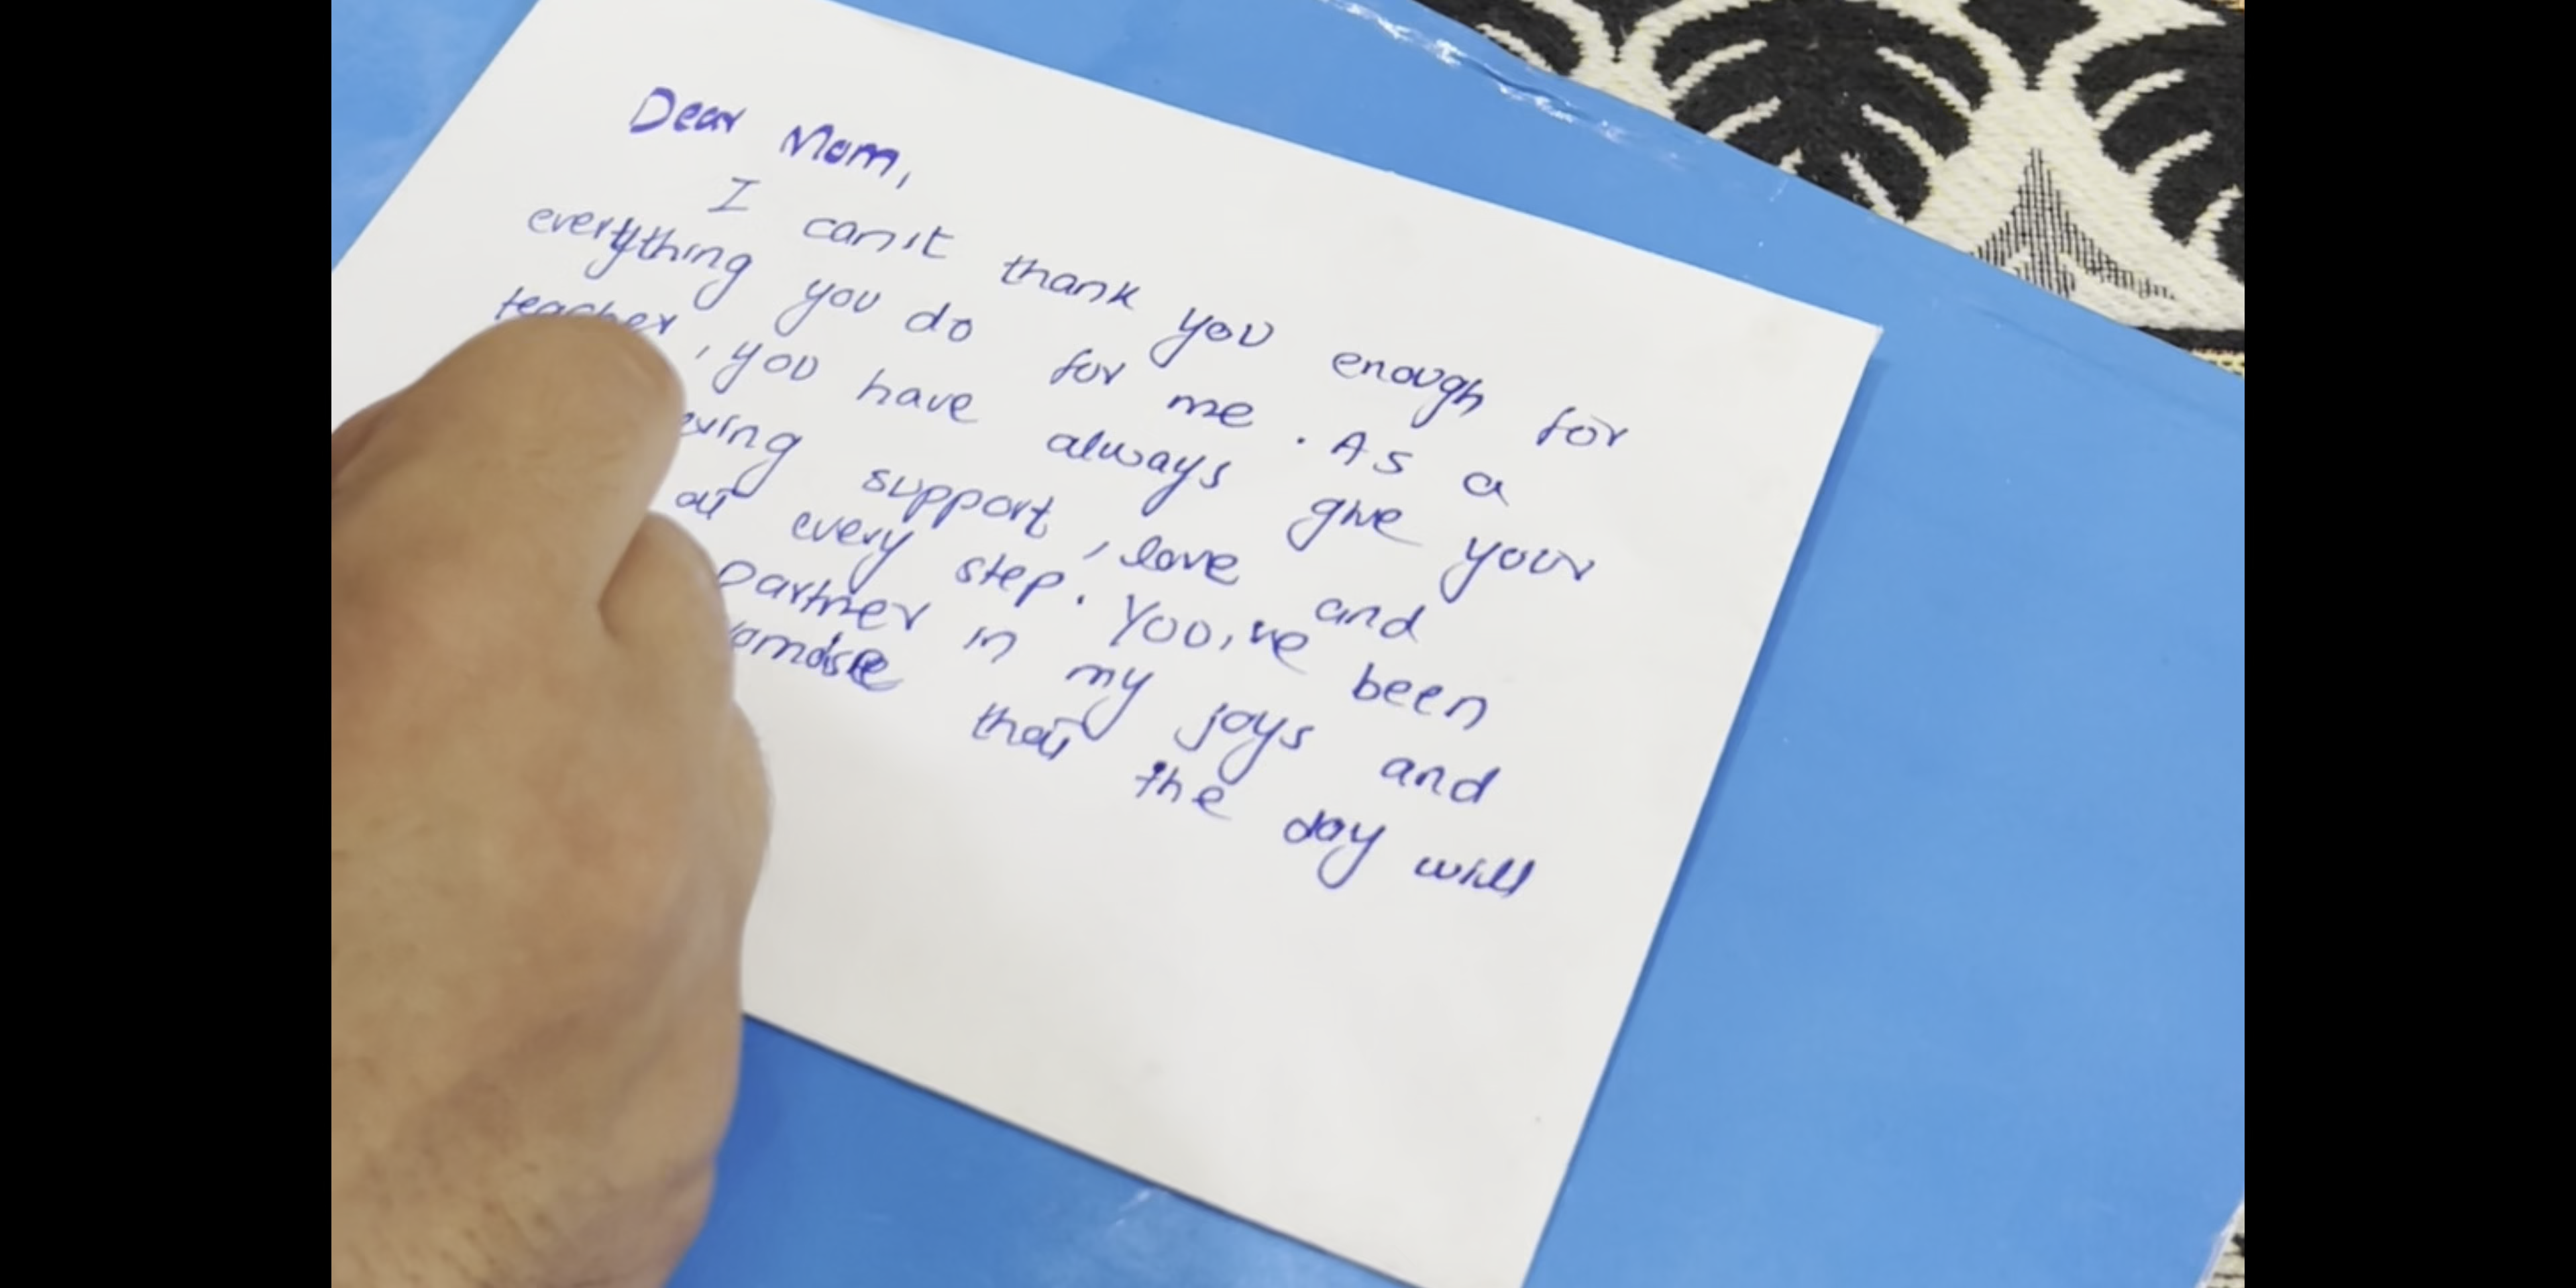 Dear Mom,
I can't thank you enough for
everything you do for me. As a
teacher, you have always give your
support, love and
at every step. You've been
partner in my joys and
that the day will